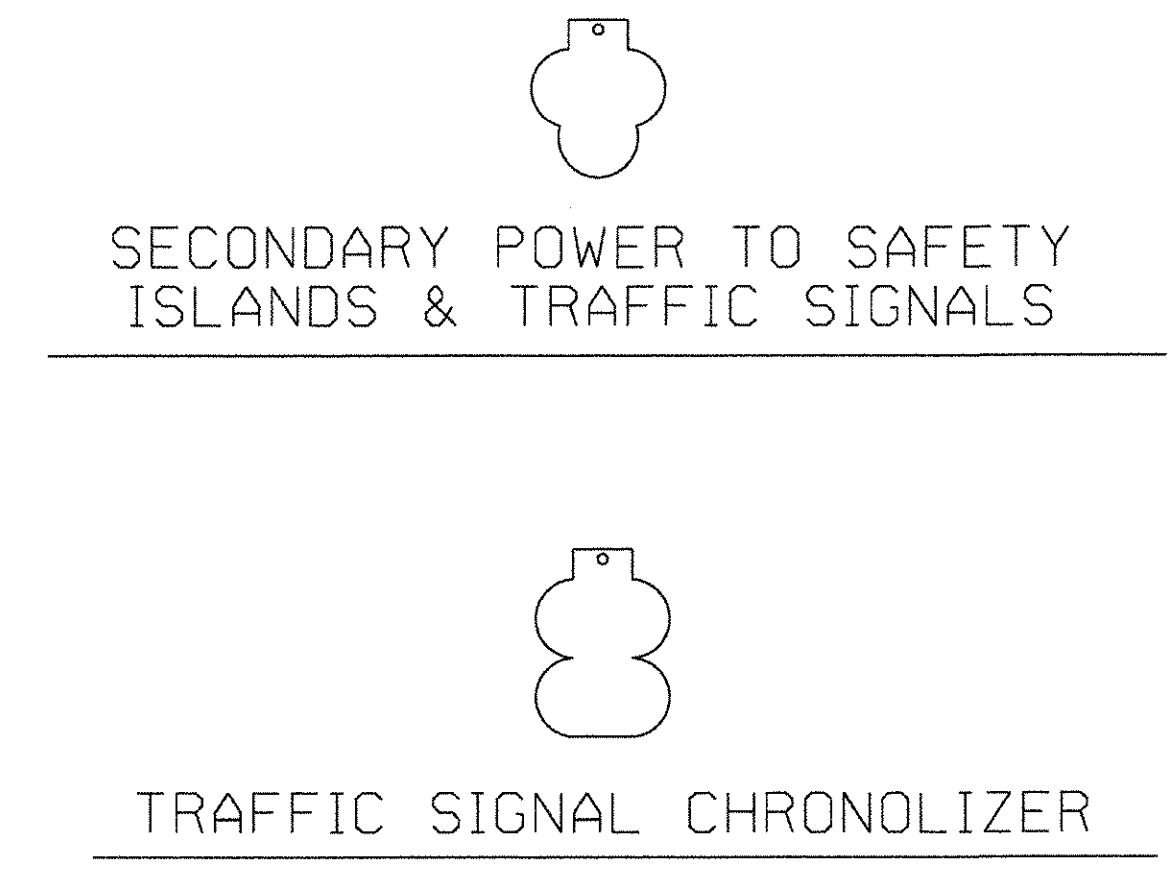 SECONDARY POWER TO SAFETY
ISLANDS & TRAFFIC SIGNALS
TRAFFIC SIGNAL CHRONOLIZER